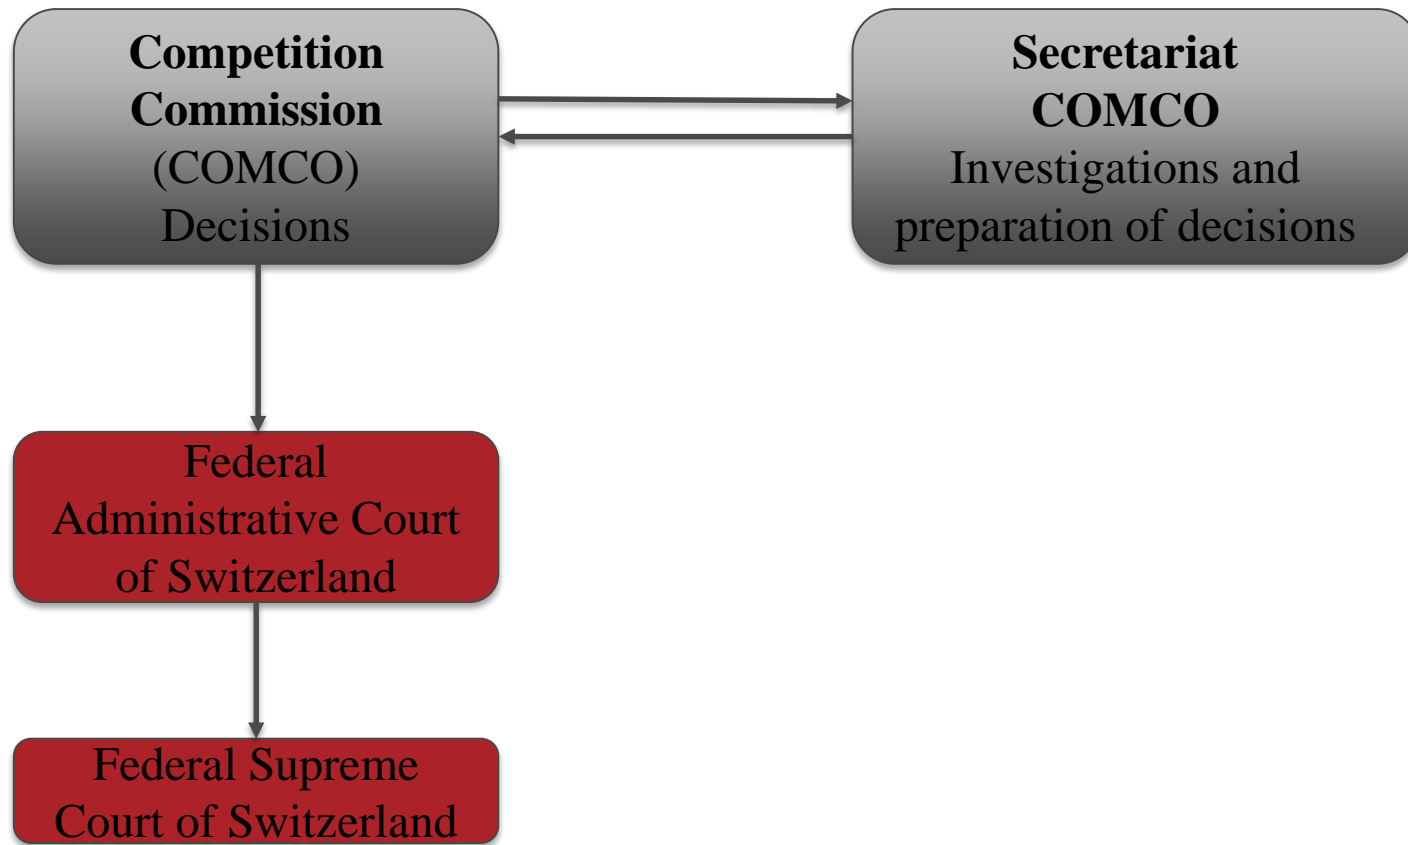 Competition
Commission
(COMCO)
Decisions
Secretariat
COMCO
Investigations and
preparation of decisions
Federal
Administrative Court
of Switzerland
Federal Supreme
Court of Switzerland